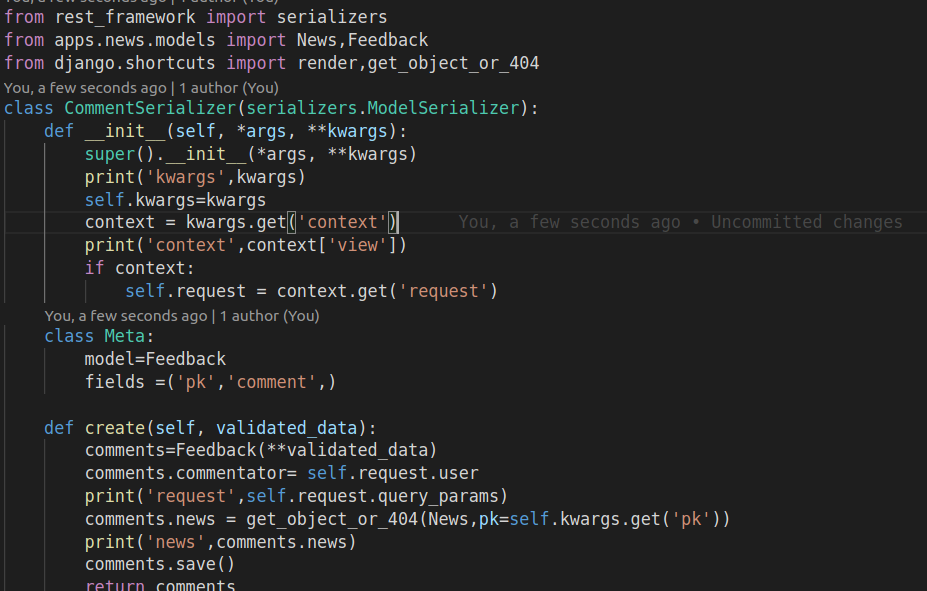 You, a few seconds ago | 1 author (You)
from rest_framework import serializers
from apps.news.models import News,Feedback
from django.shortcuts import render,get_object_or_404
You, a few seconds ago | 1 author (You)
class CommentSerializer(serializers.ModelSerializer):
    def __init__(self, *args, **kwargs):
        super().__init__(*args, **kwargs)
        print('kwargs',kwargs)
        self.kwargs=kwargs
        context = kwargs.get('context')      You, a few seconds ago • Uncommitted changes
        print('context',context['view'])
        if context:
            self.request = context.get('request')
    You, a few seconds ago | 1 author (You)
    class Meta:
        model=Feedback
        fields =('pk','comment',)
    def create(self, validated_data):
        comments=Feedback(**validated_data)
        comments.commentator= self.request.user
        print('request',self.request.query_params)
        comments.news = get_object_or_404(News,pk=self.kwargs.get('pk'))
        print('news',comments.news)
        comments.save()
        return comments